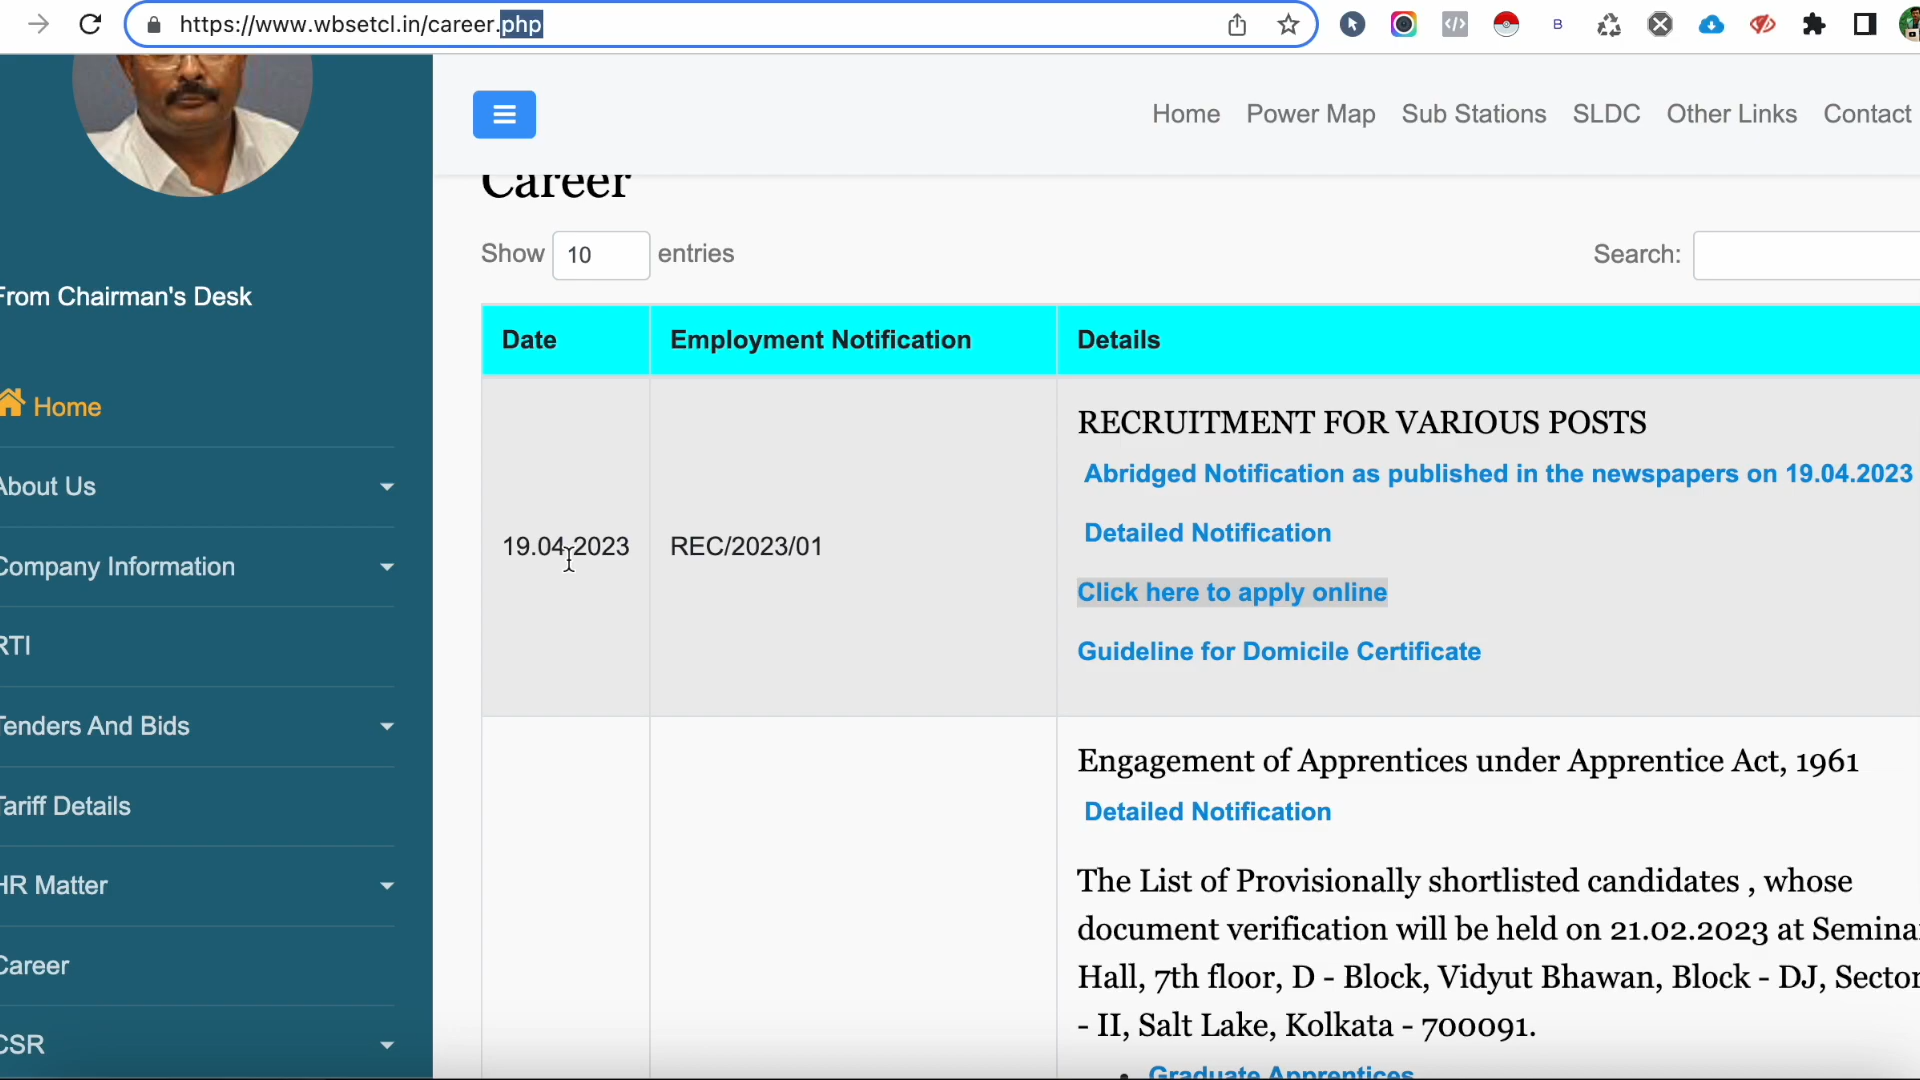 https://www.wbsetcl.in/career.php
Home Power Map Sub Stations SLDC Other Links Contact
Career
Show 10 entries
Search:
From Chairman's Desk
Date Employment Notification Details
Home
RECRUITMENT FOR VARIOUS POSTS
Abridged Notification as published in the newspapers on 19.04.2023
About Us
Detailed Notification
19.04.2023 REC/2023/01
Company Information
Click here to apply online
RTI
Guideline for Domicile Certificate
Tenders And Bids
Engagement of Apprentices under Apprentice Act, 1961
Tariff Details
Detailed Notification
HR Matter
The List of Provisionally shortlisted candidates , whose
document verification will be held on 21.02.2023 at Semina
Career
Hall, 7th floor, D - Block, Vidyut Bhawan, Block - DJ, Sector
- II, Salt Lake, Kolkata - 700091.
CSR
Graduate Apprentices